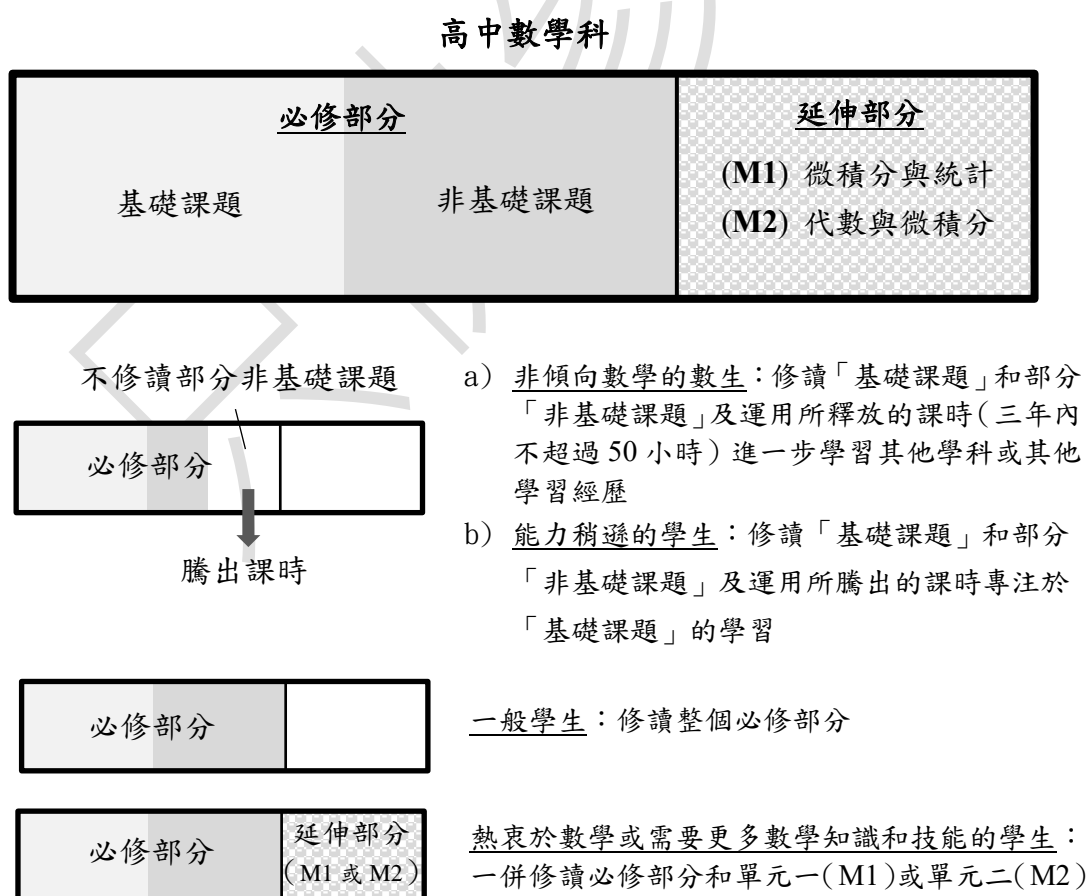 高中數學科
必修部分
延伸部分
基礎課題
非基礎課題
(M1) 微積分與統計
(M2) 代數與微積分
不修讀部分非基礎課題
必修部分
騰出課時
a) 非傾向數學的數生：修讀「基礎課題」和部分
「非基礎課題」及運用所釋放的課時(三年內
不超過 50 小時)進一步學習其他學科或其他
學習經歷
b) 能力稍遜的學生：修讀「基礎課題」和部分
「非基礎課題」及運用所騰出的課時專注於
「基礎課題」的學習
必修部分
一般學生：修讀整個必修部分
必修部分
延伸部分
(M1 或 M2)
熱衷於數學或需要更多數學知識和技能的學生：
一併修讀必修部分和單元一(M1)或單元二(M2)